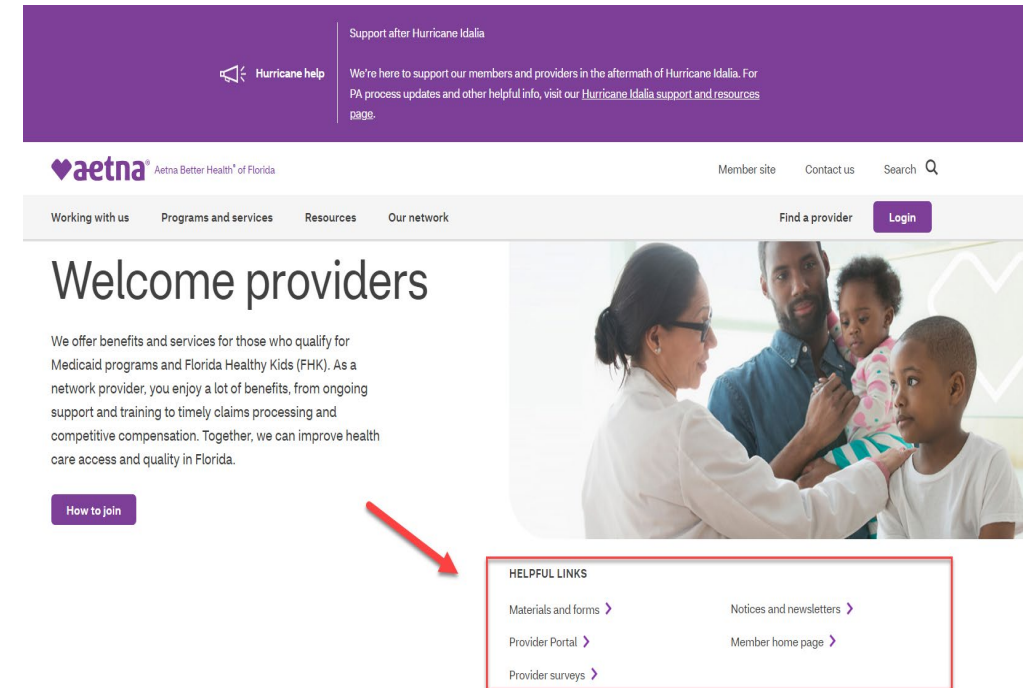 Support after Hurricane Idalia
Hurricane help
We're here to support our members and providers in the aftermath of Hurricane Idalia. For
PA process updates and other helpful info, visit our Hurricane Idalia support and resources
page.
aetna® Aetna Better Health® of Florida
Member site Contact us Search
Working with us Programs and services Resources Our network Find a provider Login
Welcome providers
We offer benefits and services for those who qualify for
Medicaid programs and Florida Healthy Kids (FHK). As a
network provider, you enjoy a lot of benefits, from ongoing
support and training to timely claims processing and
competitive compensation. Together, we can improve health
care access and quality in Florida.
How to join
HELPFUL LINKS
Materials and forms
Notices and newsletters
Provider Portal
Member home page
Provider surveys